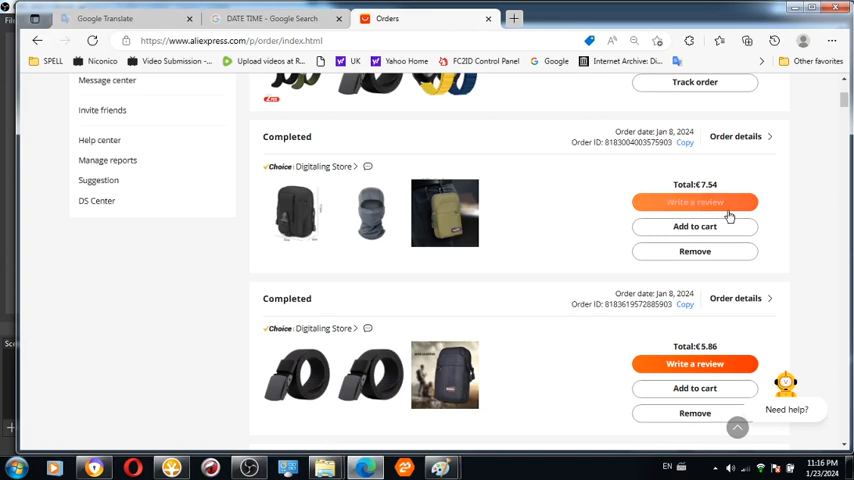 Google Translate
DATE TIME - Google Search
Orders
https://www.aliexpress.com/p/order/index.html
SPELL
Niconico
Video Submission -...
Upload videos at R...
UK
Yahoo Home
FC2ID Control Panel
Google
Internet Archive: Di...
Other favorites
Message center
Invite friends
Help center
Manage reports
Suggestion
DS Center
Track order
Completed
Order date: Jan 8, 2024
Order ID: 8183004003575903 Copy
Order details
Choice Digitaling Store
Total:€7.54
Write a review
Add to cart
Remove
Completed
Order date: Jan 8, 2024
Order ID: 8183619572885903 Copy
Order details
Choice Digitaling Store
Total:€5.86
Write a review
Add to cart
Remove
Need help?
EN
11:16 PM
1/23/2024